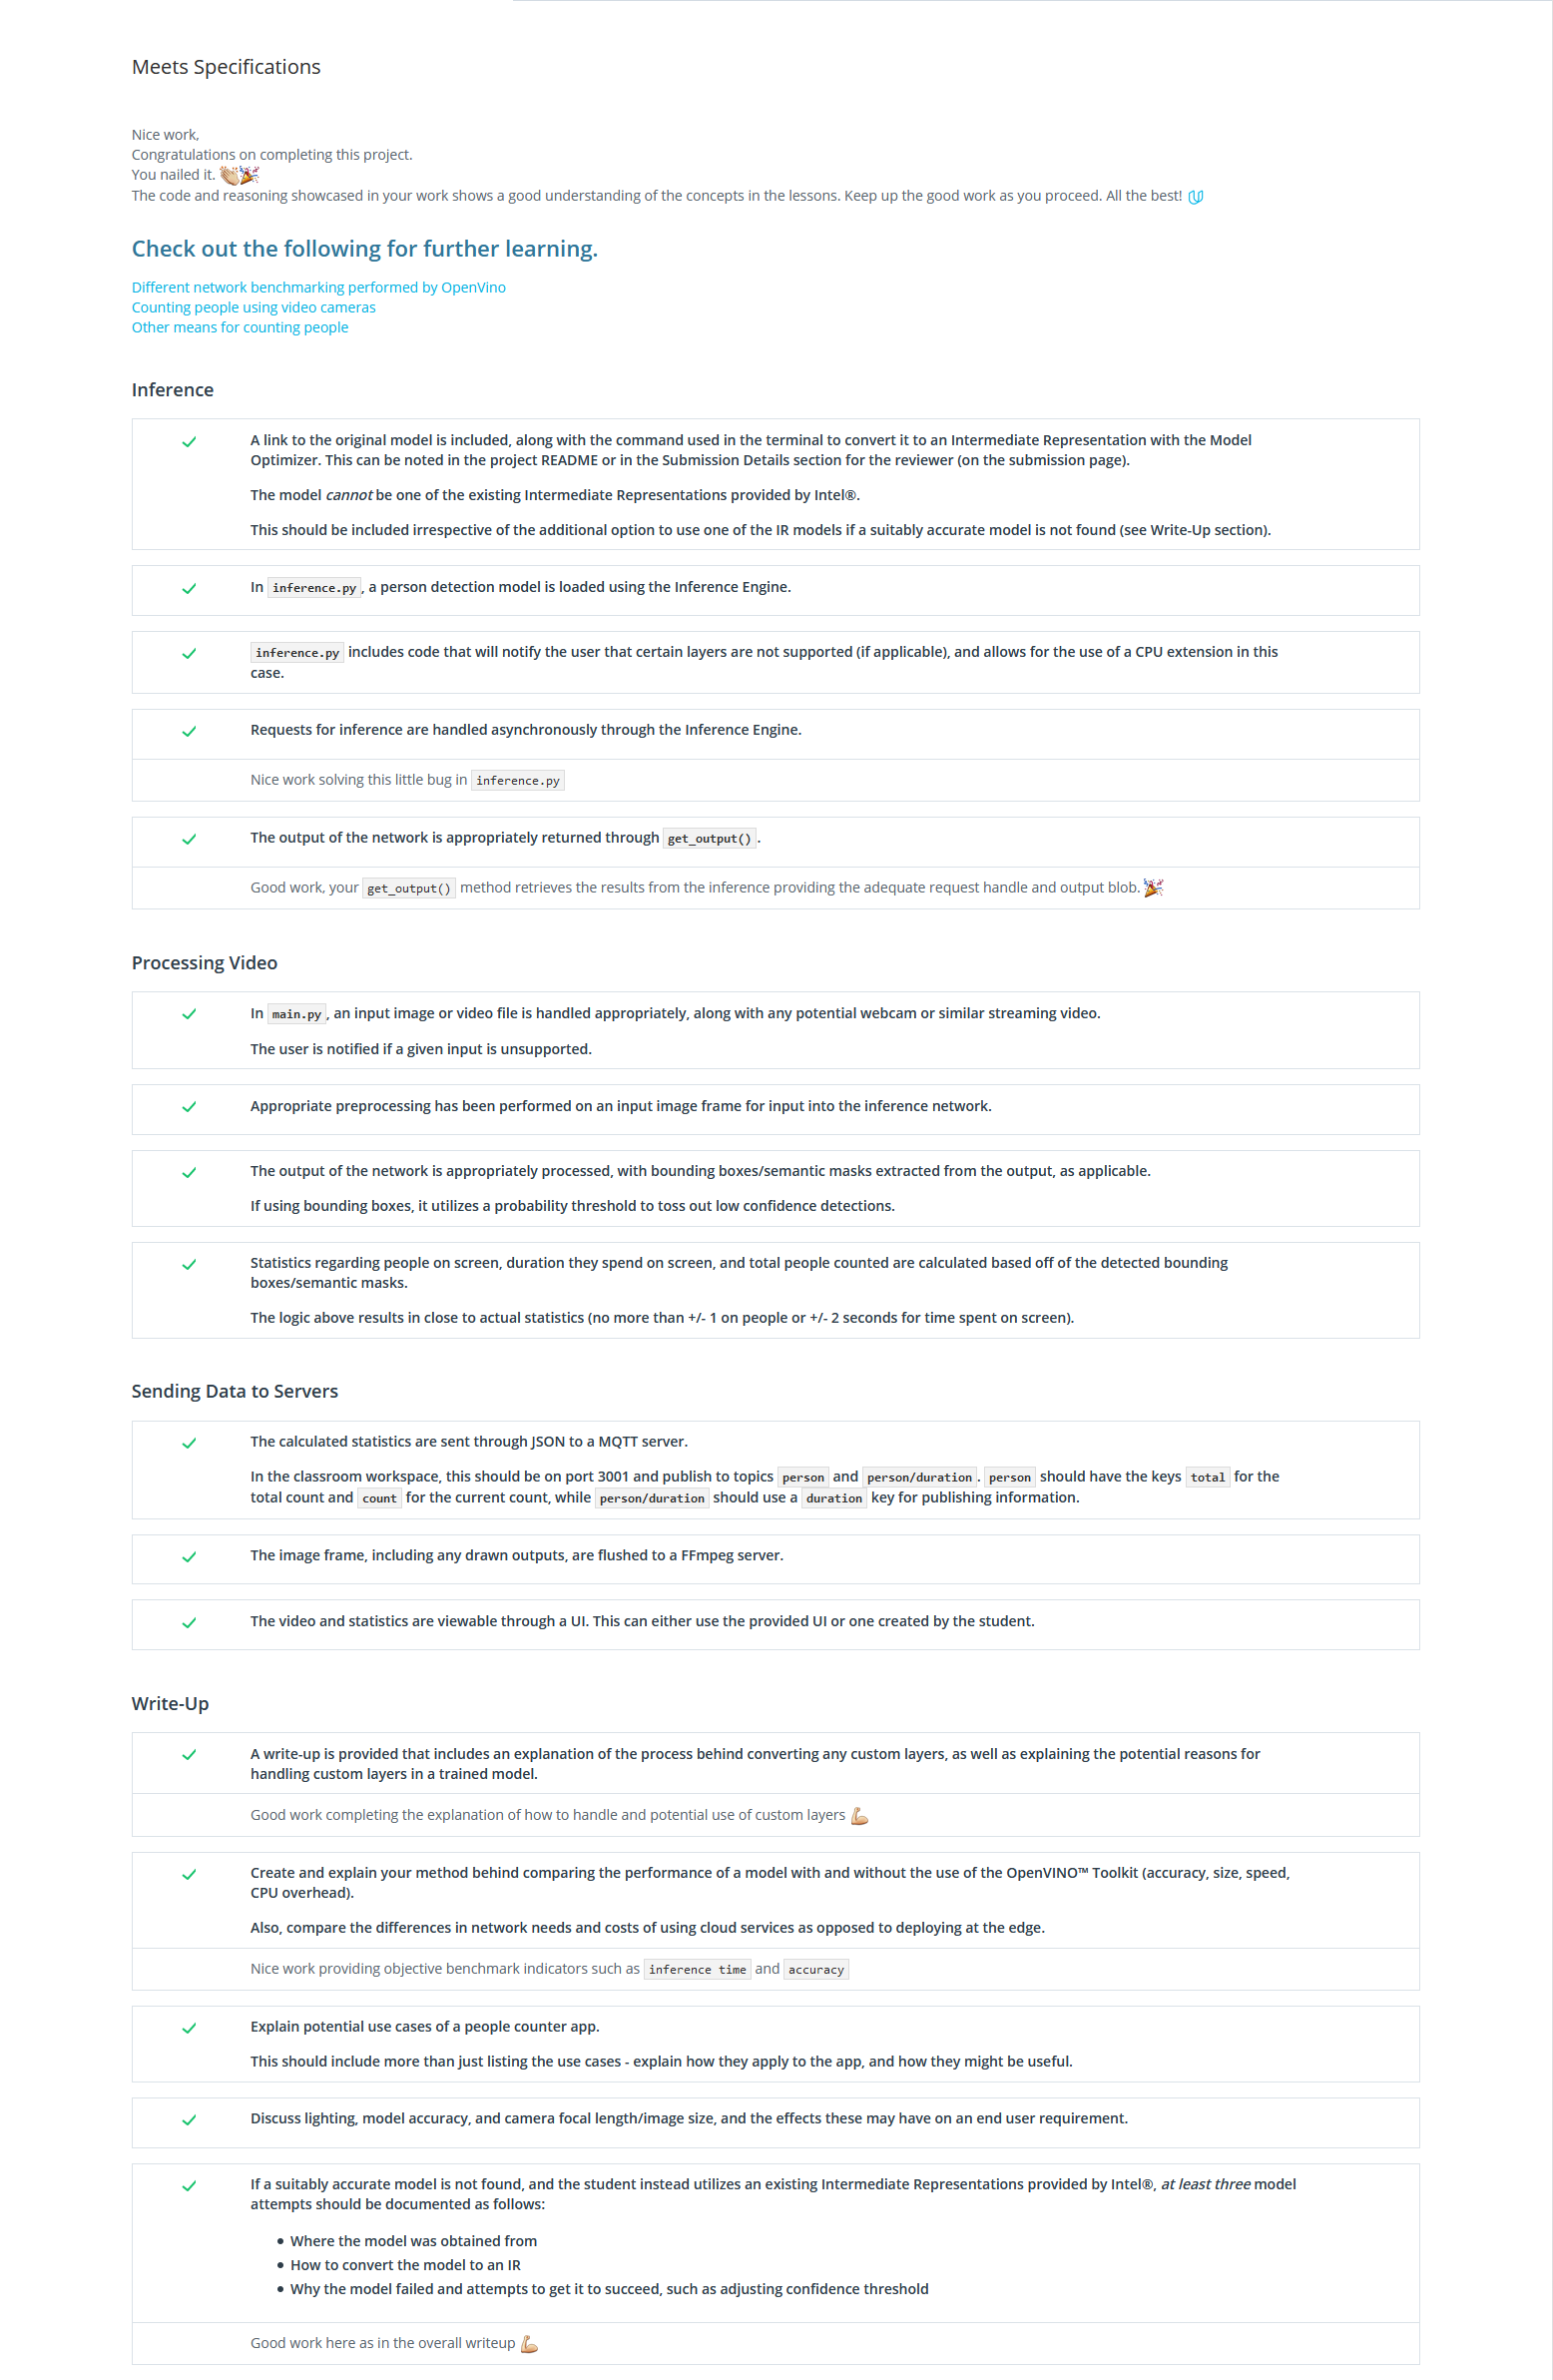 Meets Specifications
Nice work,
Congratulations on completing this project.
You nailed it. 👏🎉
The code and reasoning showcased in your work shows a good understanding of the concepts in the lessons. Keep up the good work as you proceed. All the best!
Check out the following for further learning.
Different network benchmarking performed by OpenVino
Counting people using video cameras
Other means for counting people
Inference
A link to the original model is included, along with the command used in the terminal to convert it to an Intermediate Representation with the Model
Optimizer. This can be noted in the project README or in the Submission Details section for the reviewer (on the submission page).
The model cannot be one of the existing Intermediate Representations provided by Intel®.
This should be included irrespective of the additional option to use one of the IR models if a suitably accurate model is not found (see Write-Up section).
In inference.py, a person detection model is loaded using the Inference Engine.
inference.py includes code that will notify the user that certain layers are not supported (if applicable), and allows for the use of a CPU extension in this
case.
Requests for inference are handled asynchronously through the Inference Engine.
Nice work solving this little bug in inference.py
The output of the network is appropriately returned through get_output().
Good work, your get_output() method retrieves the results from the inference providing the adequate request handle and output blob. 🎉
Processing Video
In main.py, an input image or video file is handled appropriately, along with any potential webcam or similar streaming video.
The user is notified if a given input is unsupported.
Appropriate preprocessing has been performed on an input image frame for input into the inference network.
The output of the network is appropriately processed, with bounding boxes/semantic masks extracted from the output, as applicable.
If using bounding boxes, it utilizes a probability threshold to toss out low confidence detections.
Statistics regarding people on screen, duration they spend on screen, and total people counted are calculated based off of the detected bounding
boxes/semantic masks.
The logic above results in close to actual statistics (no more than +/- 1 on people or +/- 2 seconds for time spent on screen).
Sending Data to Servers
The calculated statistics are sent through JSON to a MQTT server.
In the classroom workspace, this should be on port 3001 and publish to topics person and person/duration. person should have the keys total for the
total count and count for the current count, while person/duration should use a duration key for publishing information.
The image frame, including any drawn outputs, are flushed to a FFmpeg server.
The video and statistics are viewable through a UI. This can either use the provided UI or one created by the student.
Write-Up
A write-up is provided that includes an explanation of the process behind converting any custom layers, as well as explaining the potential reasons for
handling custom layers in a trained model.
Good work completing the explanation of how to handle and potential use of custom layers 💪
Create and explain your method behind comparing the performance of a model with and without the use of the OpenVINO™ Toolkit (accuracy, size, speed,
CPU overhead).
Also, compare the differences in network needs and costs of using cloud services as opposed to deploying at the edge.
Nice work providing objective benchmark indicators such as inference time and accuracy
Explain potential use cases of a people counter app.
This should include more than just listing the use cases - explain how they apply to the app, and how they might be useful.
Discuss lighting, model accuracy, and camera focal length/image size, and the effects these may have on an end user requirement.
If a suitably accurate model is not found, and the student instead utilizes an existing Intermediate Representations provided by Intel®, at least three model
attempts should be documented as follows:
• Where the model was obtained from
• How to convert the model to an IR
• Why the model failed and attempts to get it to succeed, such as adjusting confidence threshold
Good work here as in the overall writeup 💪